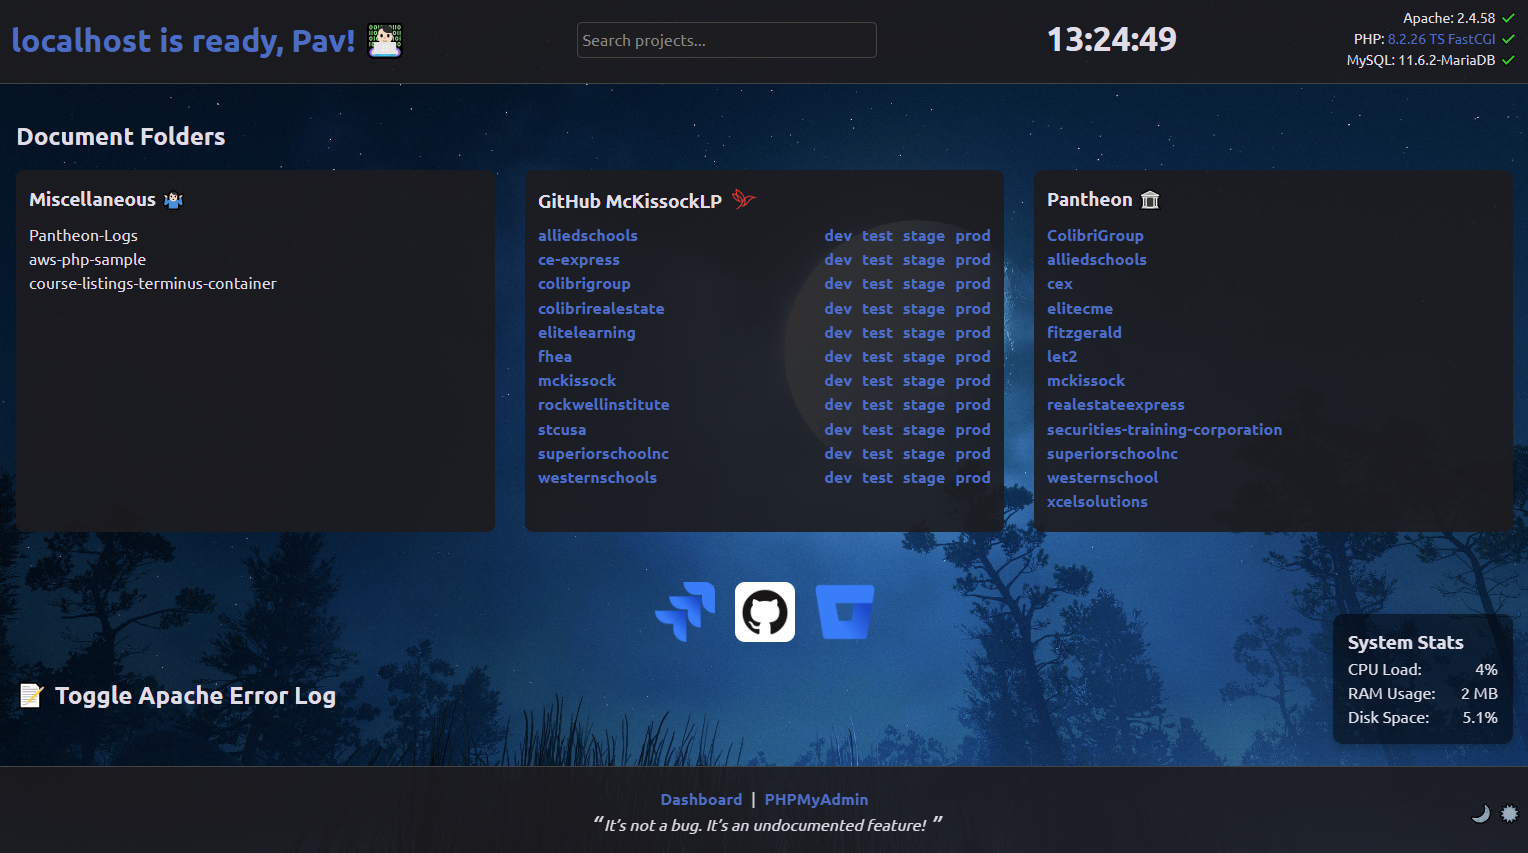 localhost is ready, Pav!
Search projects...
13:24:49
Apache: 2.4.58
PHP: 8.2.26 TS FastCGI
MySQL: 11.6.2-MariaDB
Document Folders
Miscellaneous
Pantheon-Logs
aws-php-sample
course-listings-terminus-container
GitHub McKissockLP
alliedschools dev test stage prod
ce-express dev test stage prod
colibrigroup dev test stage prod
colibrirealestate dev test stage prod
elitelearning dev test stage prod
fhea dev test stage prod
mckissock dev test stage prod
rockwellinstitute dev test stage prod
stcusa dev test stage prod
superiorschoolnc dev test stage prod
westernschools dev test stage prod
Pantheon
ColibriGroup
alliedschools
cex
elitecme
fitzgerald
let2
mckissock
realestateexpress
securities-training-corporation
superiorschoolnc
westernschool
xcelsolutions
System Stats
CPU Load: 4%
RAM Usage: 2 MB
Disk Space: 5.1%
Toggle Apache Error Log
Dashboard | PHPMyAdmin
“It’s not a bug. It’s an undocumented feature! ”